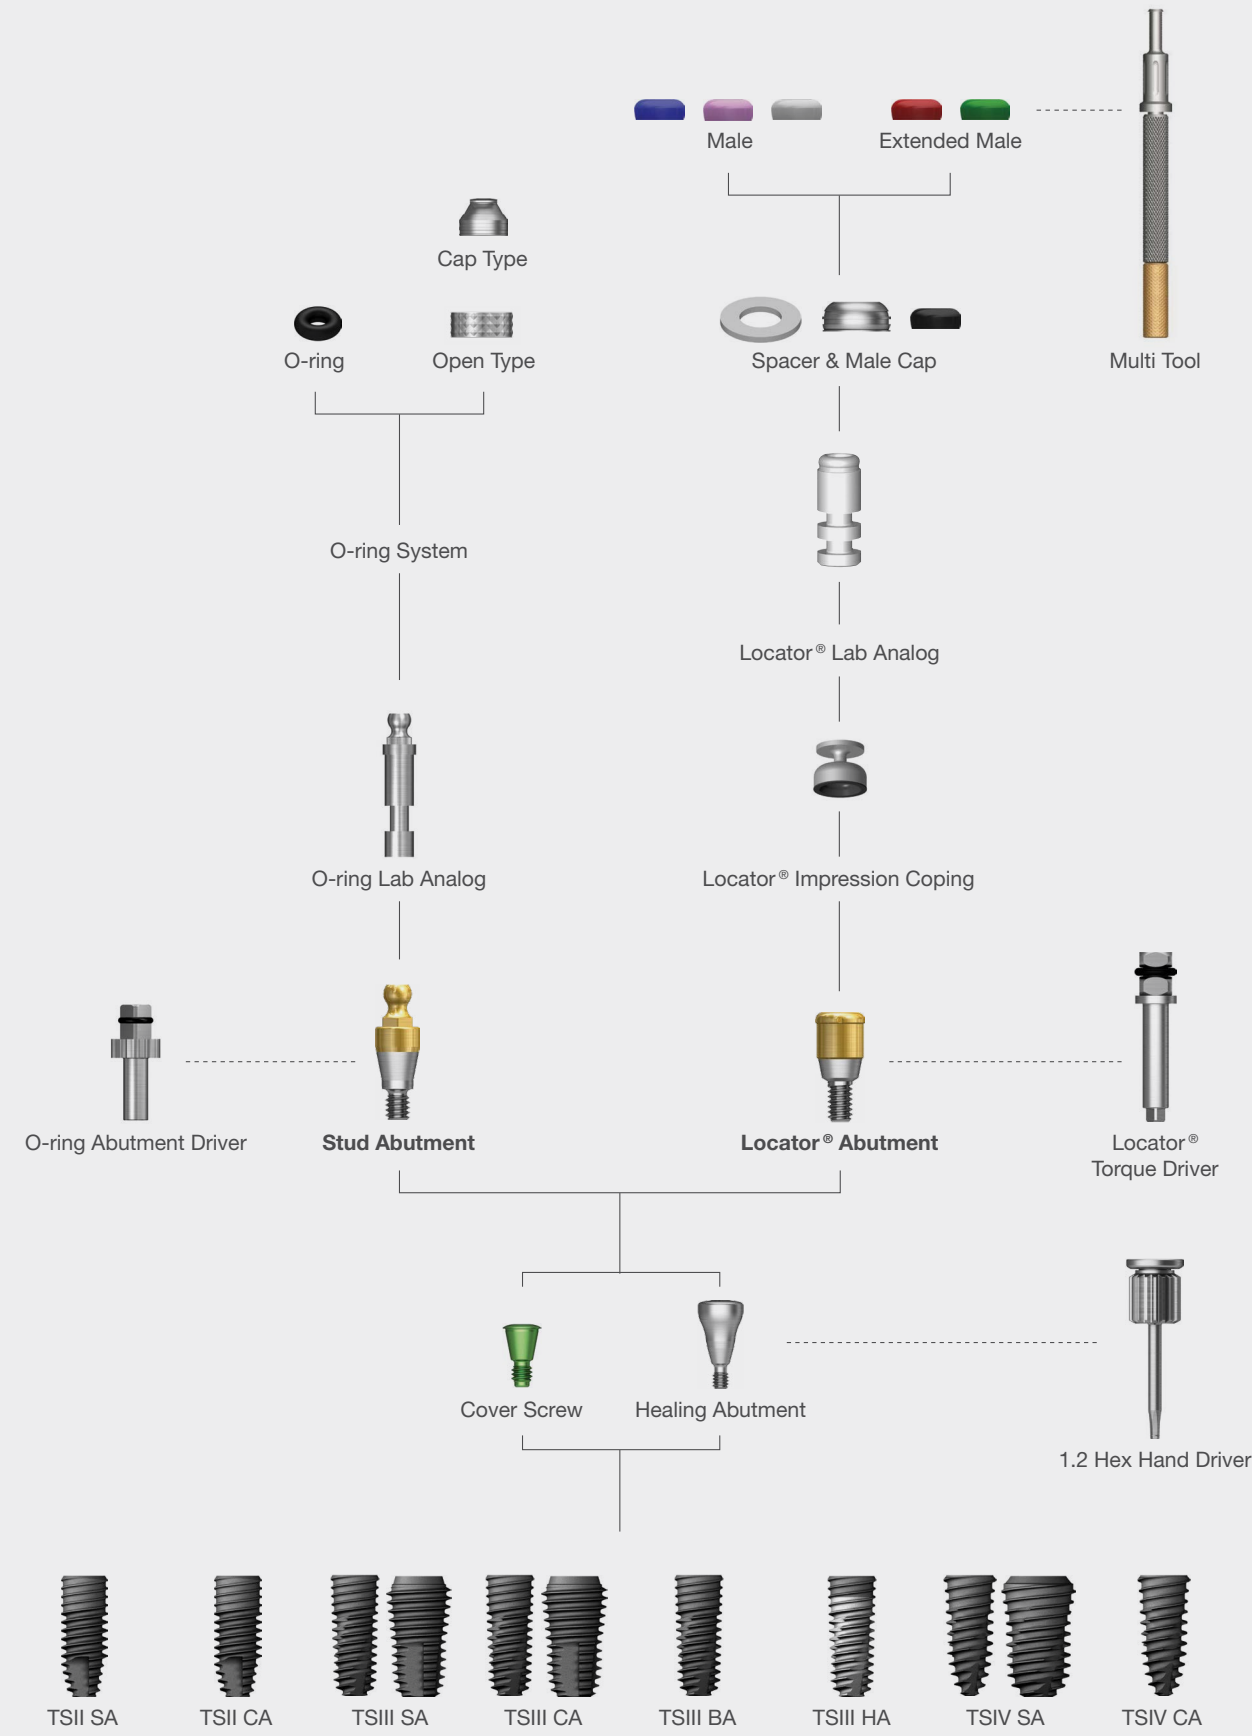 Male
Extended Male
Cap Type
O-ring
Open Type
Spacer & Male Cap
Multi Tool
O-ring System
Locator® Lab Analog
O-ring Lab Analog
Locator® Impression Coping
O-ring Abutment Driver
Stud Abutment
Locator® Abutment
Locator®
Torque Driver
Cover Screw
Healing Abutment
1.2 Hex Hand Driver
TSII SA
TSII CA
TSIII SA
TSIII CA
TSIII BA
TSIII HA
TSIV SA
TSIV CA